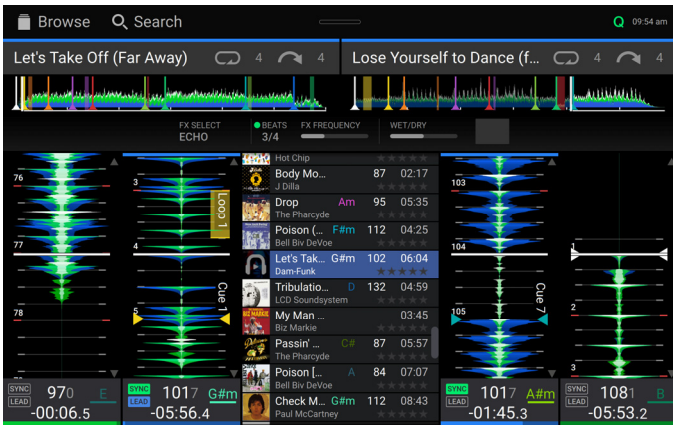 Browse
Search
Q 09:54 am
Let's Take Off (Far Away) 4 4
Lose Yourself to Dance (f... 4 4
FX SELECT
ECHO
BEATS
3/4
FX FREQUENCY
WET/DRY
76
77
78
3
Loop 1
4
Cue 1
5
Hot Chip
Body Mo... 87 02:17
J Dilla
Drop Am 95 05:35
The Pharcyde
Poison (... F#m 112 04:25
Bell Biv DeVoe
Let's Tak... G#m 102 06:04
Dam-Funk
Tribulatio... D 132 04:59
LCD Soundsystem
My Man ... 03:45
Biz Markie
Passin' ... C# 87 05:57
The Pharcyde
Poison [... A 84 07:07
Bell Biv DeVoe
Check M... G#m 112 08:43
Paul McCartney
103
104
Cue 7
105
1
2
3
SYNC
LEAD
970 E
-00:06.5
SYNC
LEAD
1017 G#m
-05:56.4
SYNC
LEAD
1017 A#m
-01:45.3
SYNC
LEAD
1081 B
-05:53.2